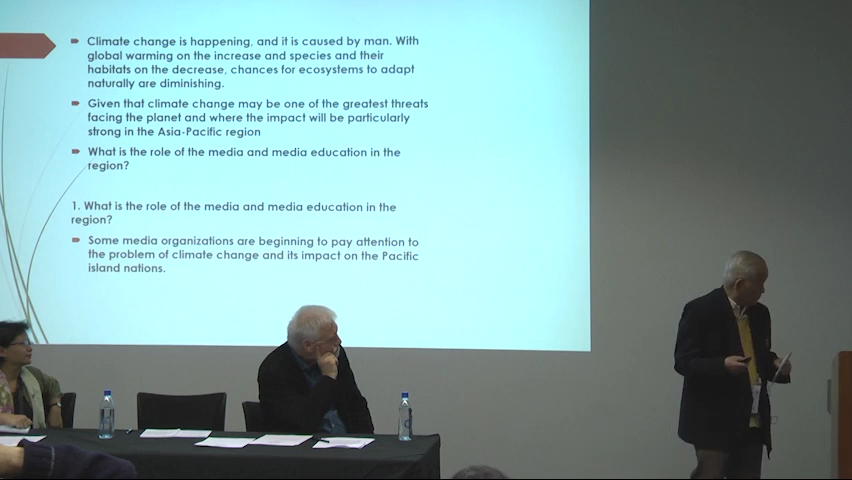 Climate change is happening, and it is caused by man. With
global warming on the increase and species and their
habitats on the decrease, chances for ecosystems to adapt
naturally are diminishing.
Given that climate change may be one of the greatest threats
facing the planet and where the impact will be particularly
strong in the Asia-Pacific region
What is the role of the media and media education in the
region?
1. What is the role of the media and media education in the
region?
Some media organizations are beginning to pay attention to
the problem of climate change and its impact on the Pacific
island nations.